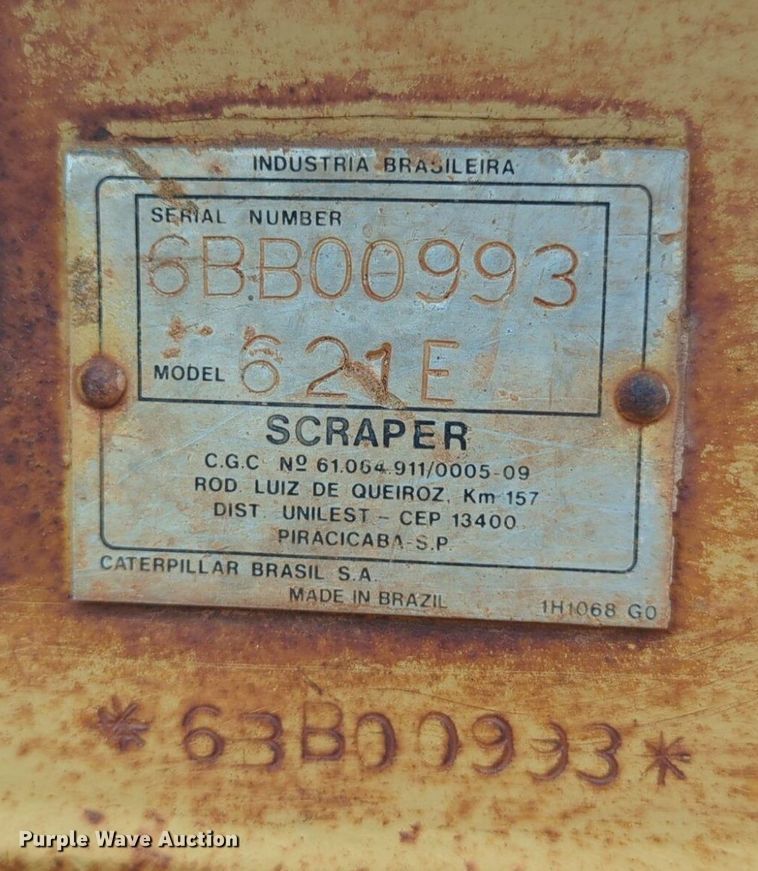 INDUSTRIA BRASILEIRA
SERIAL NUMBER
6BB00993
MODEL 621E
SCRAPER
C.G.C Nº 61.064.911/0005-09
ROD. LUIZ DE QUEIROZ, Km 157
DIST. UNILEST - CEP 13400
PIRACICABA-S.P.
CATERPILLAR BRASIL S.A.
MADE IN BRAZIL
1H1068 G0
*6BB00993*
Purple Wave Auction